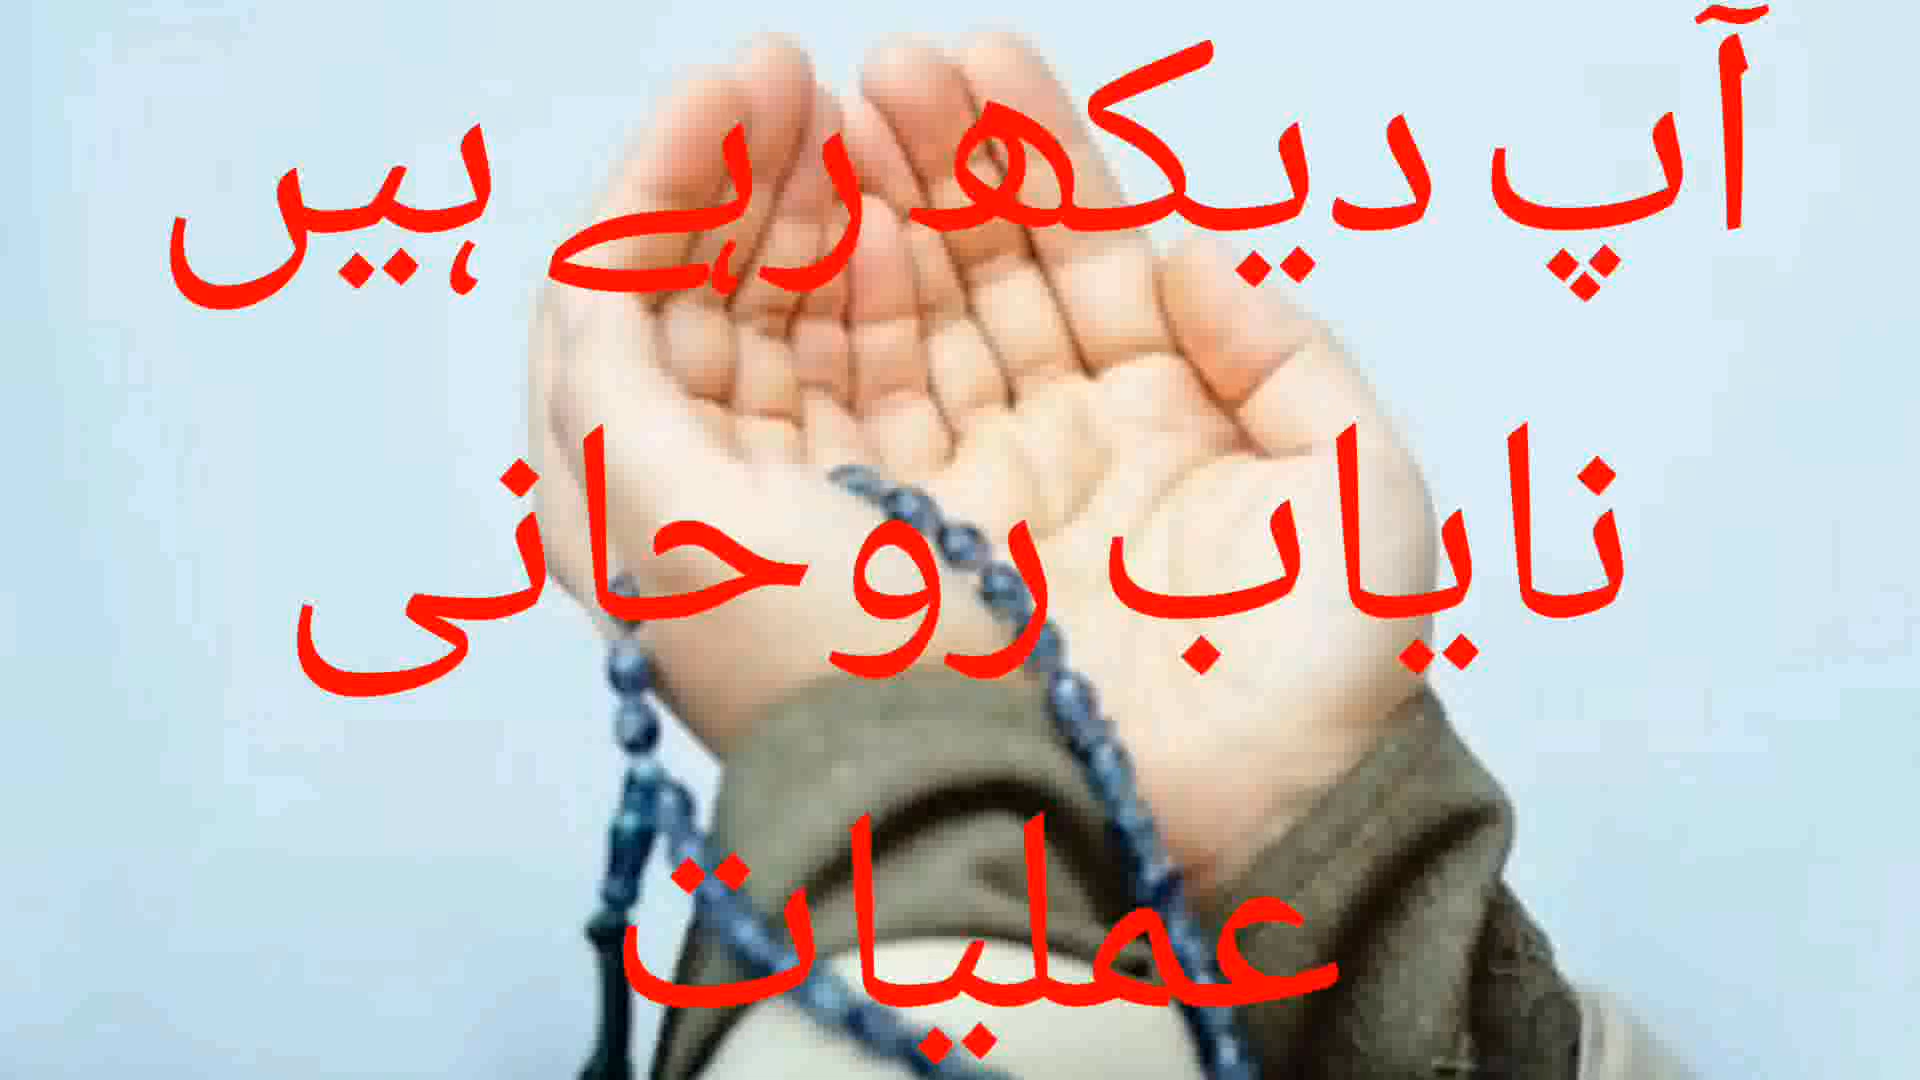 آپ دیکھ رہے ہیں
نایاب روحانی
عملیات